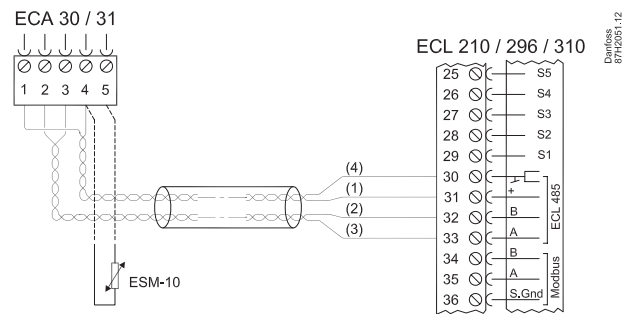 ECA 30 / 31
1 2 3 4 5
ECL 210 / 296 / 310
Danfoss
87H2051.12
25 S5
26 S4
27 S3
28 S2
29 S1
(4) 30
(1) 31 +
(2) 32 B
(3) 33 A
ECL 485
34 B
35 A
36 S.Gnd
Modbus
ESM-10